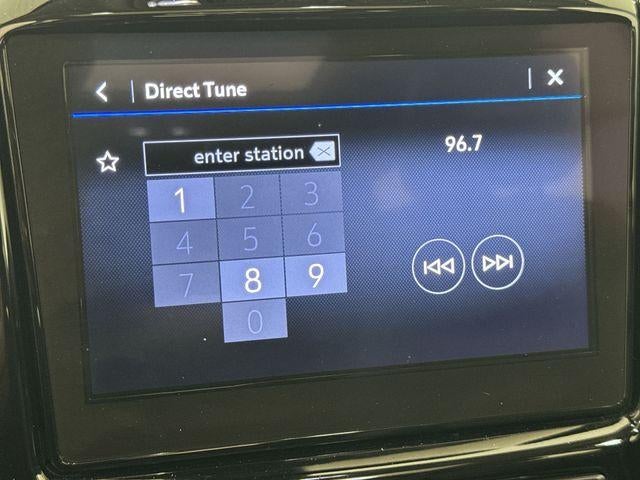 Direct Tune
enter station
96.7
1 2 3
4 5 6
7 8 9
0